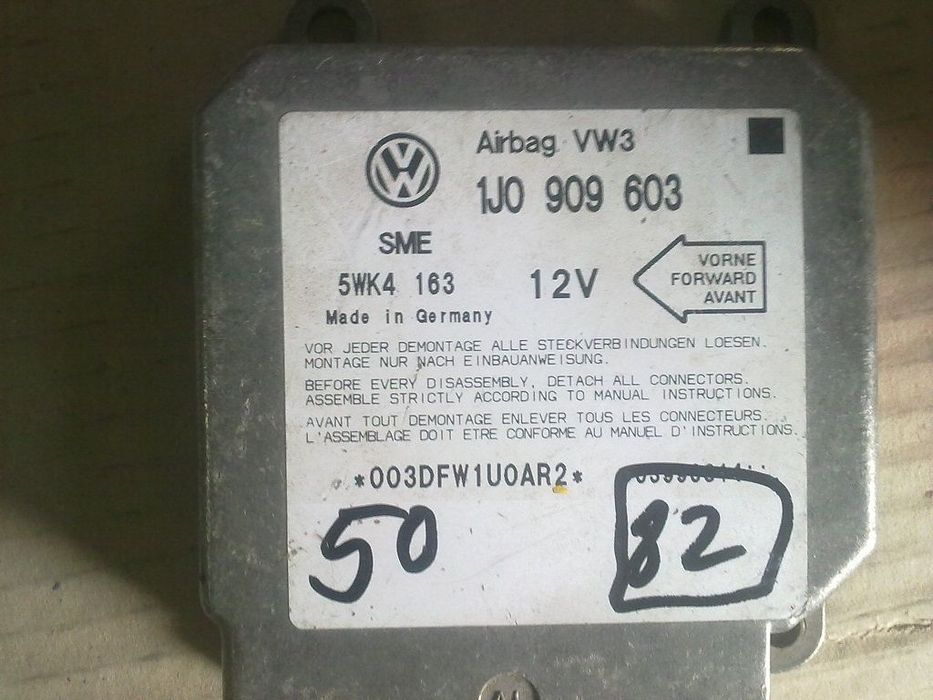 Airbag VW3
1J0 909 603
SME
5WK4 163
12V
VORNE
FORWARD
AVANT
Made in Germany
VOR JEDER DEMONTAGE ALLE STECKVERBINDUNGEN LOESEN.
MONTAGE NUR NACH EINBAUANWEISUNG.
BEFORE EVERY DISASSEMBLY, DETACH ALL CONNECTORS.
ASSEMBLE STRICTLY ACCORDING TO MANUAL INSTRUCTIONS.
AVANT TOUT DEMONTAGE ENLEVER TOUS LES CONNECTEURS.
L'ASSEMBLAGE DOIT ETRE CONFORME AU MANUEL D'INSTRUCTIONS.
*003DFW1U0AR2*
50
82